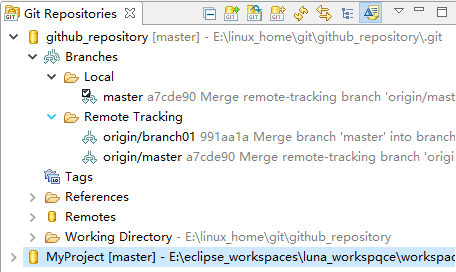 Git Repositories
github_repository [master] - E:\linux_home\git\github_repository\.git
Branches
Local
master a7cde90 Merge remote-tracking branch 'origin/mast
Remote Tracking
origin/branch01 991aa1a Merge branch 'master' into branch
origin/master a7cde90 Merge remote-tracking branch 'origi
Tags
References
Remotes
Working Directory - E:\linux_home\git\github_repository
MyProject [master] - E:\eclipse_workspaces\luna_workspqce\workspac